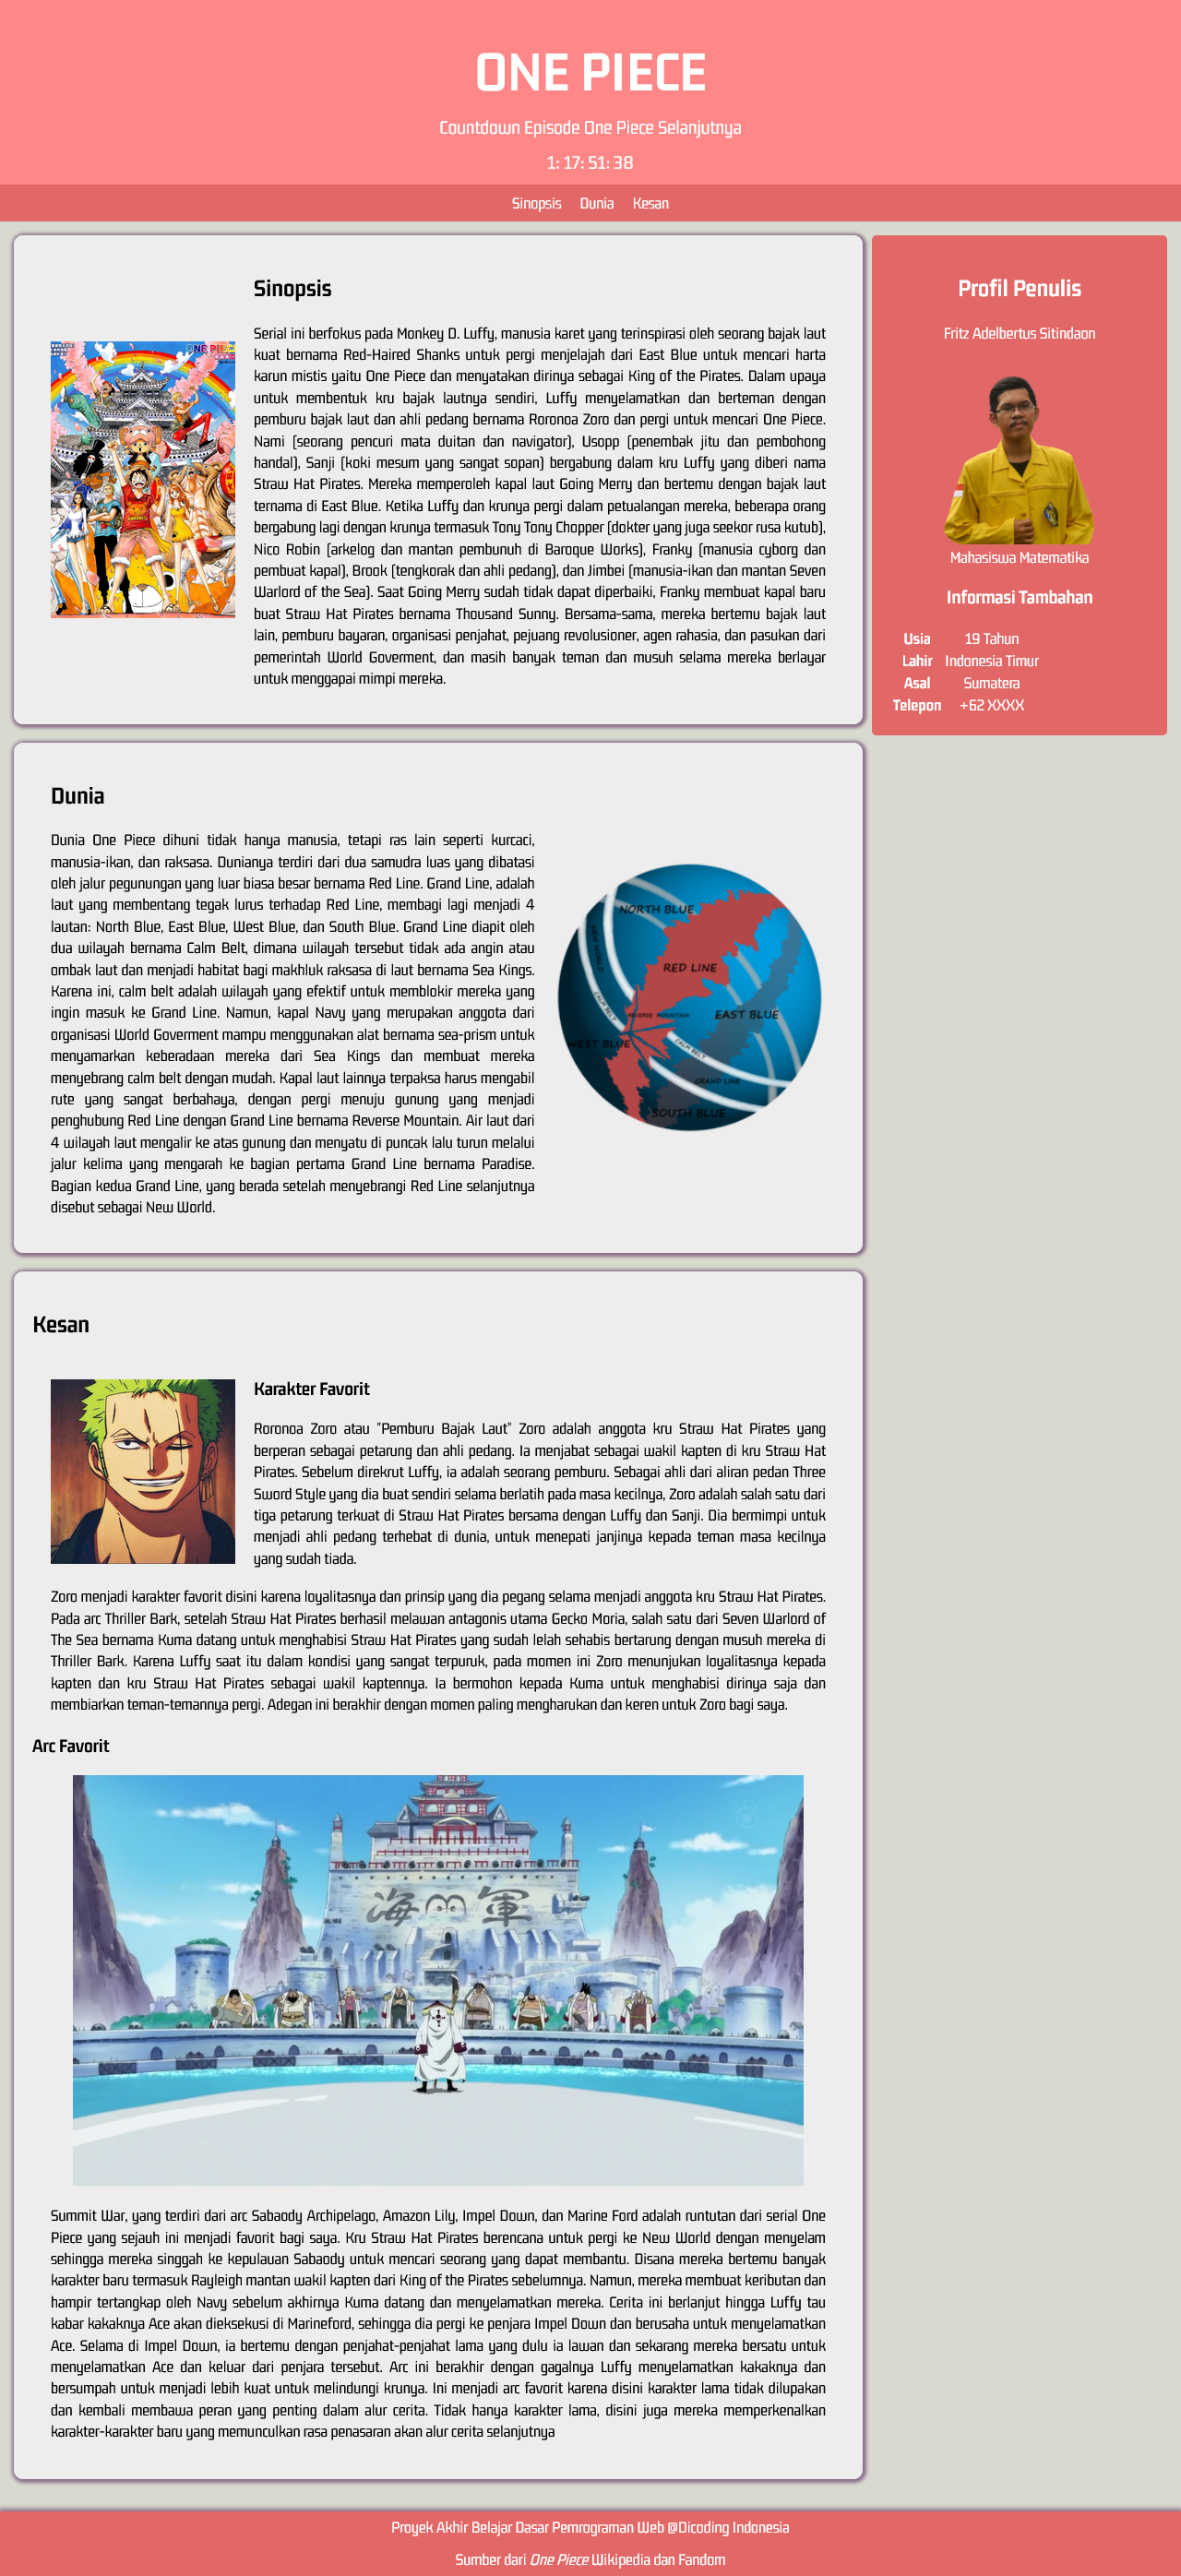 ONE PIECE
Countdown Episode One Piece Selanjutnya
1: 17: 51: 38
Sinopsis Dunia Kesan
Sinopsis
ONE PIECE
Serial ini berfokus pada Monkey D. Luffy, manusia karet yang terinspirasi oleh seorang bajak laut
kuat bernama Red-Haired Shanks untuk pergi menjelajah dari East Blue untuk mencari harta
karun mistis yaitu One Piece dan menyatakan dirinya sebagai King of the Pirates. Dalam upaya
untuk membentuk kru bajak lautnya sendiri, Luffy menyelamatkan dan berteman dengan
pemburu bajak laut dan ahli pedang bernama Roronoa Zoro dan pergi untuk mencari One Piece.
Nami (seorang pencuri mata duitan dan navigator), Usopp (penembak jitu dan pembohong
handal), Sanji (koki mesum yang sangat sopan) bergabung dalam kru Luffy yang diberi nama
Straw Hat Pirates. Mereka memperoleh kapal laut Going Merry dan bertemu dengan bajak laut
ternama di East Blue. Ketika Luffy dan krunya pergi dalam petualangan mereka, beberapa orang
bergabung lagi dengan krunya termasuk Tony Tony Chopper (dokter yang juga seekor rusa kutub),
Nico Robin (arkelog dan mantan pembunuh di Baroque Works), Franky (manusia cyborg dan
pembuat kapal), Brook (tengkorak dan ahli pedang), dan Jimbei (manusia-ikan dan mantan Seven
Warlord of the Sea). Saat Going Merry sudah tidak dapat diperbaiki, Franky membuat kapal baru
buat Straw Hat Pirates bernama Thousand Sunny. Bersama-sama, mereka bertemu bajak laut
lain, pemburu bayaran, organisasi penjahat, pejuang revolusioner, agen rahasia, dan pasukan dari
pemerintah World Goverment, dan masih banyak teman dan musuh selama mereka berlayar
untuk menggapai mimpi mereka.
Profil Penulis
Fritz Adelbertus Sitindaon
Mahasiswa Matematika
Informasi Tambahan
Usia 19 Tahun
Lahir Indonesia Timur
Asal Sumatera
Telepon +62 XXXX
Dunia
Dunia One Piece dihuni tidak hanya manusia, tetapi ras lain seperti kurcaci,
manusia-ikan, dan raksasa. Dunianya terdiri dari dua samudra luas yang dibatasi
oleh jalur pegunungan yang luar biasa besar bernama Red Line. Grand Line, adalah
laut yang membentang tegak lurus terhadap Red Line, membagi lagi menjadi 4
lautan: North Blue, East Blue, West Blue, dan South Blue. Grand Line diapit oleh
dua wilayah bernama Calm Belt, dimana wilayah tersebut tidak ada angin atau
ombak laut dan menjadi habitat bagi makhluk raksasa di laut bernama Sea Kings.
Karena ini, calm belt adalah wilayah yang efektif untuk memblokir mereka yang
ingin masuk ke Grand Line. Namun, kapal Navy yang merupakan anggota dari
organisasi World Goverment mampu menggunakan alat bernama sea-prism untuk
menyamarkan keberadaan mereka dari Sea Kings dan membuat mereka
menyebrang calm belt dengan mudah. Kapal laut lainnya terpaksa harus mengabil
rute yang sangat berbahaya, dengan pergi menuju gunung yang menjadi
penghubung Red Line dengan Grand Line bernama Reverse Mountain. Air laut dari
4 wilayah laut mengalir ke atas gunung dan menyatu di puncak lalu turun melalui
jalur kelima yang mengarah ke bagian pertama Grand Line bernama Paradise.
Bagian kedua Grand Line, yang berada setelah menyebrangi Red Line selanjutnya
disebut sebagai New World.
NORTH BLUE
RED LINE
CALM BELT
REVERSE MOUNTAIN
EAST BLUE
WEST BLUE
CALM BELT
GRAND LINE
SOUTH BLUE
Kesan
Karakter Favorit
Roronoa Zoro atau "Pemburu Bajak Laut" Zoro adalah anggota kru Straw Hat Pirates yang
berperan sebagai petarung dan ahli pedang. Ia menjabat sebagai wakil kapten di kru Straw Hat
Pirates. Sebelum direkrut Luffy, ia adalah seorang pemburu. Sebagai ahli dari aliran pedan Three
Sword Style yang dia buat sendiri selama berlatih pada masa kecilnya, Zoro adalah salah satu dari
tiga petarung terkuat di Straw Hat Pirates bersama dengan Luffy dan Sanji. Dia bermimpi untuk
menjadi ahli pedang terhebat di dunia, untuk menepati janjinya kepada teman masa kecilnya
yang sudah tiada.
Zoro menjadi karakter favorit disini karena loyalitasnya dan prinsip yang dia pegang selama menjadi anggota kru Straw Hat Pirates.
Pada arc Thriller Bark, setelah Straw Hat Pirates berhasil melawan antagonis utama Gecko Moria, salah satu dari Seven Warlord of
The Sea bernama Kuma datang untuk menghabisi Straw Hat Pirates yang sudah lelah sehabis bertarung dengan musuh mereka di
Thriller Bark. Karena Luffy saat itu dalam kondisi yang sangat terpuruk, pada momen ini Zoro menunjukan loyalitasnya kepada
kapten dan kru Straw Hat Pirates sebagai wakil kaptennya. Ia bermohon kepada Kuma untuk menghabisi dirinya saja dan
membiarkan teman-temannya pergi. Adegan ini berakhir dengan momen paling mengharukan dan keren untuk Zoro bagi saya.
Arc Favorit
海軍
Summit War, yang terdiri dari arc Sabaody Archipelago, Amazon Lily, Impel Down, dan Marine Ford adalah runtutan dari serial One
Piece yang sejauh ini menjadi favorit bagi saya. Kru Straw Hat Pirates berencana untuk pergi ke New World dengan menyelam
sehingga mereka singgah ke kepulauan Sabaody untuk mencari seorang yang dapat membantu. Disana mereka bertemu banyak
karakter baru termasuk Rayleigh mantan wakil kapten dari King of the Pirates sebelumnya. Namun, mereka membuat keributan dan
hampir tertangkap oleh Navy sebelum akhirnya Kuma datang dan menyelamatkan mereka. Cerita ini berlanjut hingga Luffy tau
kabar kakaknya Ace akan dieksekusi di Marineford, sehingga dia pergi ke penjara Impel Down dan berusaha untuk menyelamatkan
Ace. Selama di Impel Down, ia bertemu dengan penjahat-penjahat lama yang dulu ia lawan dan sekarang mereka bersatu untuk
menyelamatkan Ace dan keluar dari penjara tersebut. Arc ini berakhir dengan gagalnya Luffy menyelamatkan kakaknya dan
bersumpah untuk menjadi lebih kuat untuk melindungi krunya. Ini menjadi arc favorit karena disini karakter lama tidak dilupakan
dan kembali membawa peran yang penting dalam alur cerita. Tidak hanya karakter lama, disini juga mereka memperkenalkan
karakter-karakter baru yang memunculkan rasa penasaran akan alur cerita selanjutnya
Proyek Akhir Belajar Dasar Pemrograman Web @Dicoding Indonesia
Sumber dari One Piece Wikipedia dan Fandom